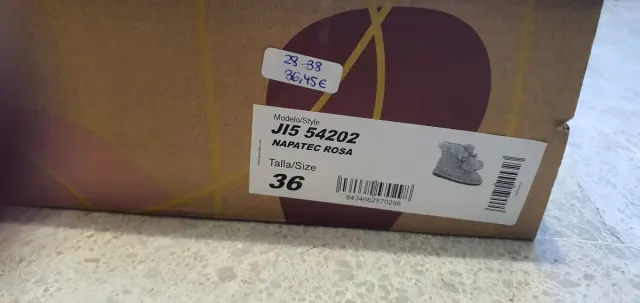 28-38
36,45€
Modelo/Style
JI5 54202
NAPATEC ROSA
Talla/Size
36
8434662570298